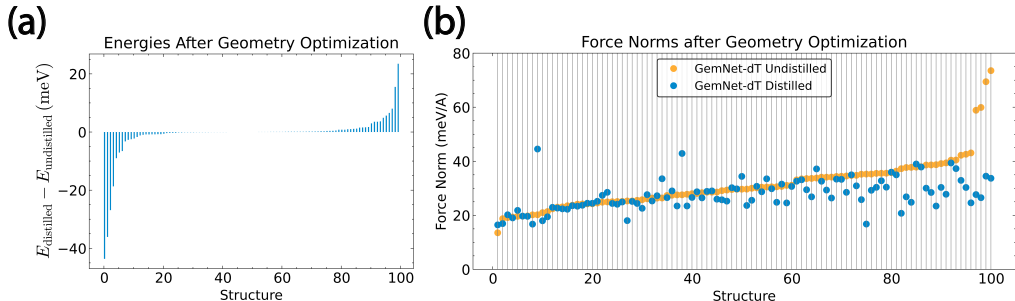 (a)
Energies After Geometry Optimization
E_distilled − E_undistilled (meV)
20
0
−20
−40
0 20 40 60 80 100
Structure
(b)
Force Norms after Geometry Optimization
GemNet-dT Undistilled
GemNet-dT Distilled
Force Norm (meV/A)
80
60
40
20
0
0 20 40 60 80 100
Structure